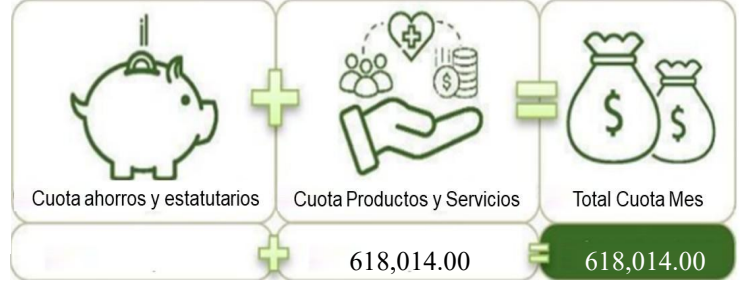 Cuota ahorros y estatutarios
Cuota Productos y Servicios
Total Cuota Mes
618,014.00
618,014.00